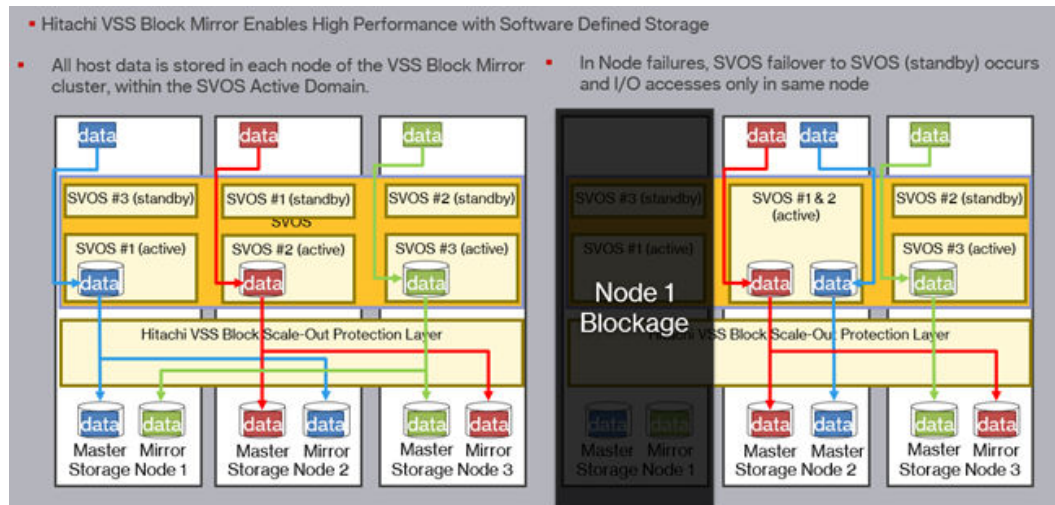 ▪ Hitachi VSS Block Mirror Enables High Performance with Software Defined Storage
▪ All host data is stored in each node of the VSS Block Mirror
cluster, within the SVOS Active Domain.
data
data
data
SVOS #3 (standby)
SVOS #1 (standby)
SVOS #2 (standby)
SVOS
SVOS #1 (active)
SVOS #2 (active)
SVOS #3 (active)
data
data
data
Hitachi VSS Block Scale-Out Protection Layer
data
data
data
data
data
data
Master Mirror
Storage Node 1
Master Mirror
Storage Node 2
Master Mirror
Storage Node 3
▪ In Node failures, SVOS failover to SVOS (standby) occurs
and I/O accesses only in same node
data
data
data
SVOS #3 (standby)
SVOS #1 & 2
(active)
SVOS #2 (standby)
SVOS #1 (active)
SVOS #3 (active)
Node 1
Blockage
data
data
data
Hitachi VSS Block Scale-Out Protection Layer
data
data
data
data
data
data
Master Mirror
Storage Node 1
Master Master
Storage Node 2
Master Mirror
Storage Node 3